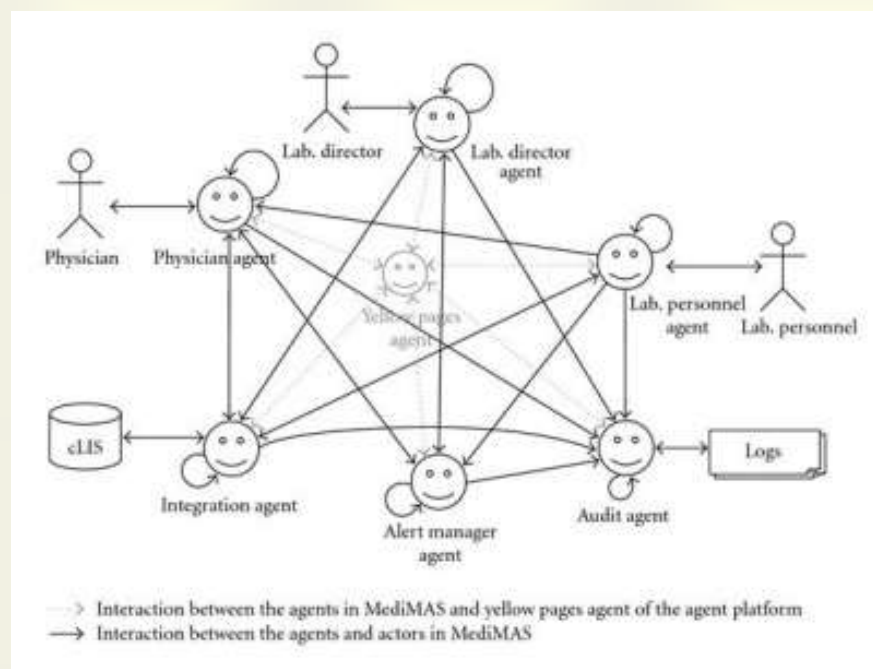 Lab. director
Lab. director
agent
Physician
Physician agent
Yellow pages
agent
Lab. personnel
agent
Lab. personnel
cLIS
Logs
Integration agent
Alert manager
agent
Audit agent
Interaction between the agents in MediMAS and yellow pages agent of the agent platform
Interaction between the agents and actors in MediMAS